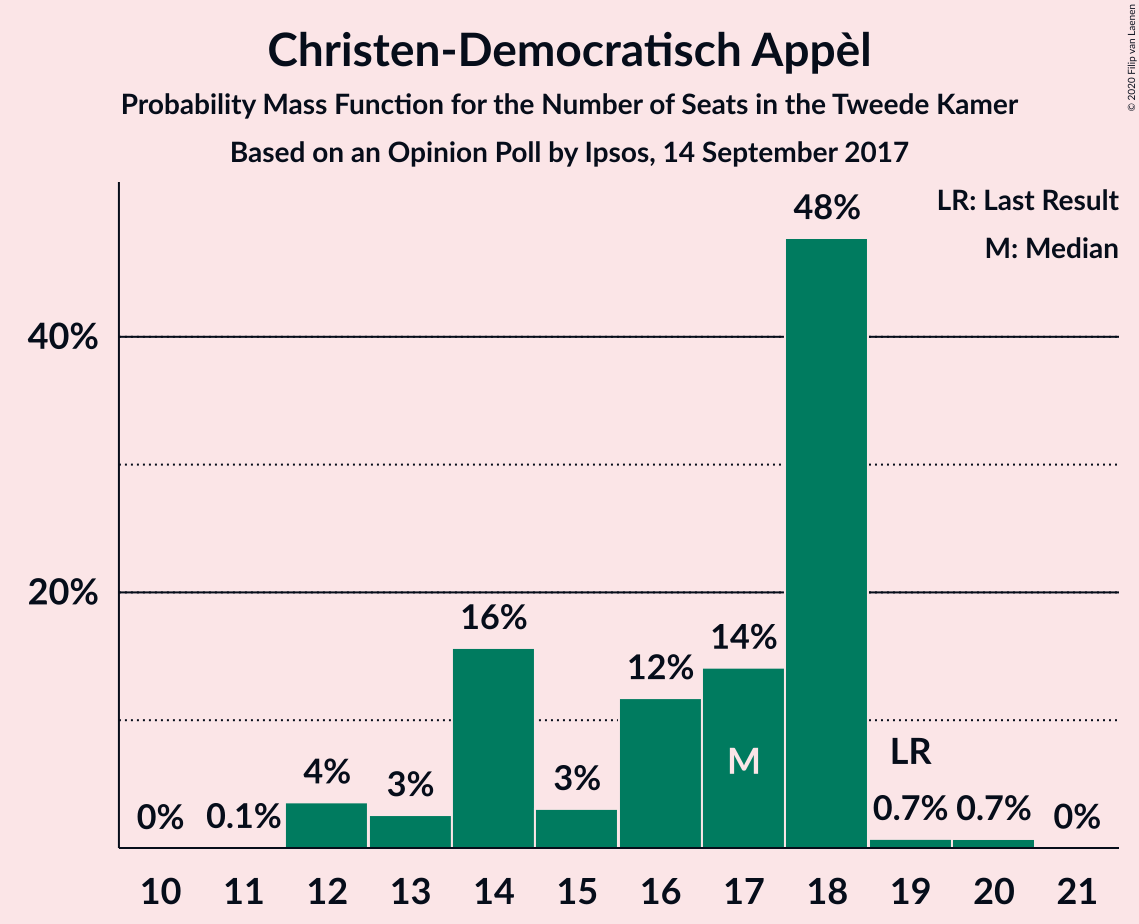 Christen-Democratisch Appèl
Probability Mass Function for the Number of Seats in the Tweede Kamer
Based on an Opinion Poll by Ipsos, 14 September 2017
© 2020 Filip van Laenen
LR: Last Result
M: Median
48%
40%
20%
16%
14%
12%
M
LR
4%
3%
3%
0%
0.1%
0.7%
0.7%
0%
10 11 12 13 14 15 16 17 18 19 20 21